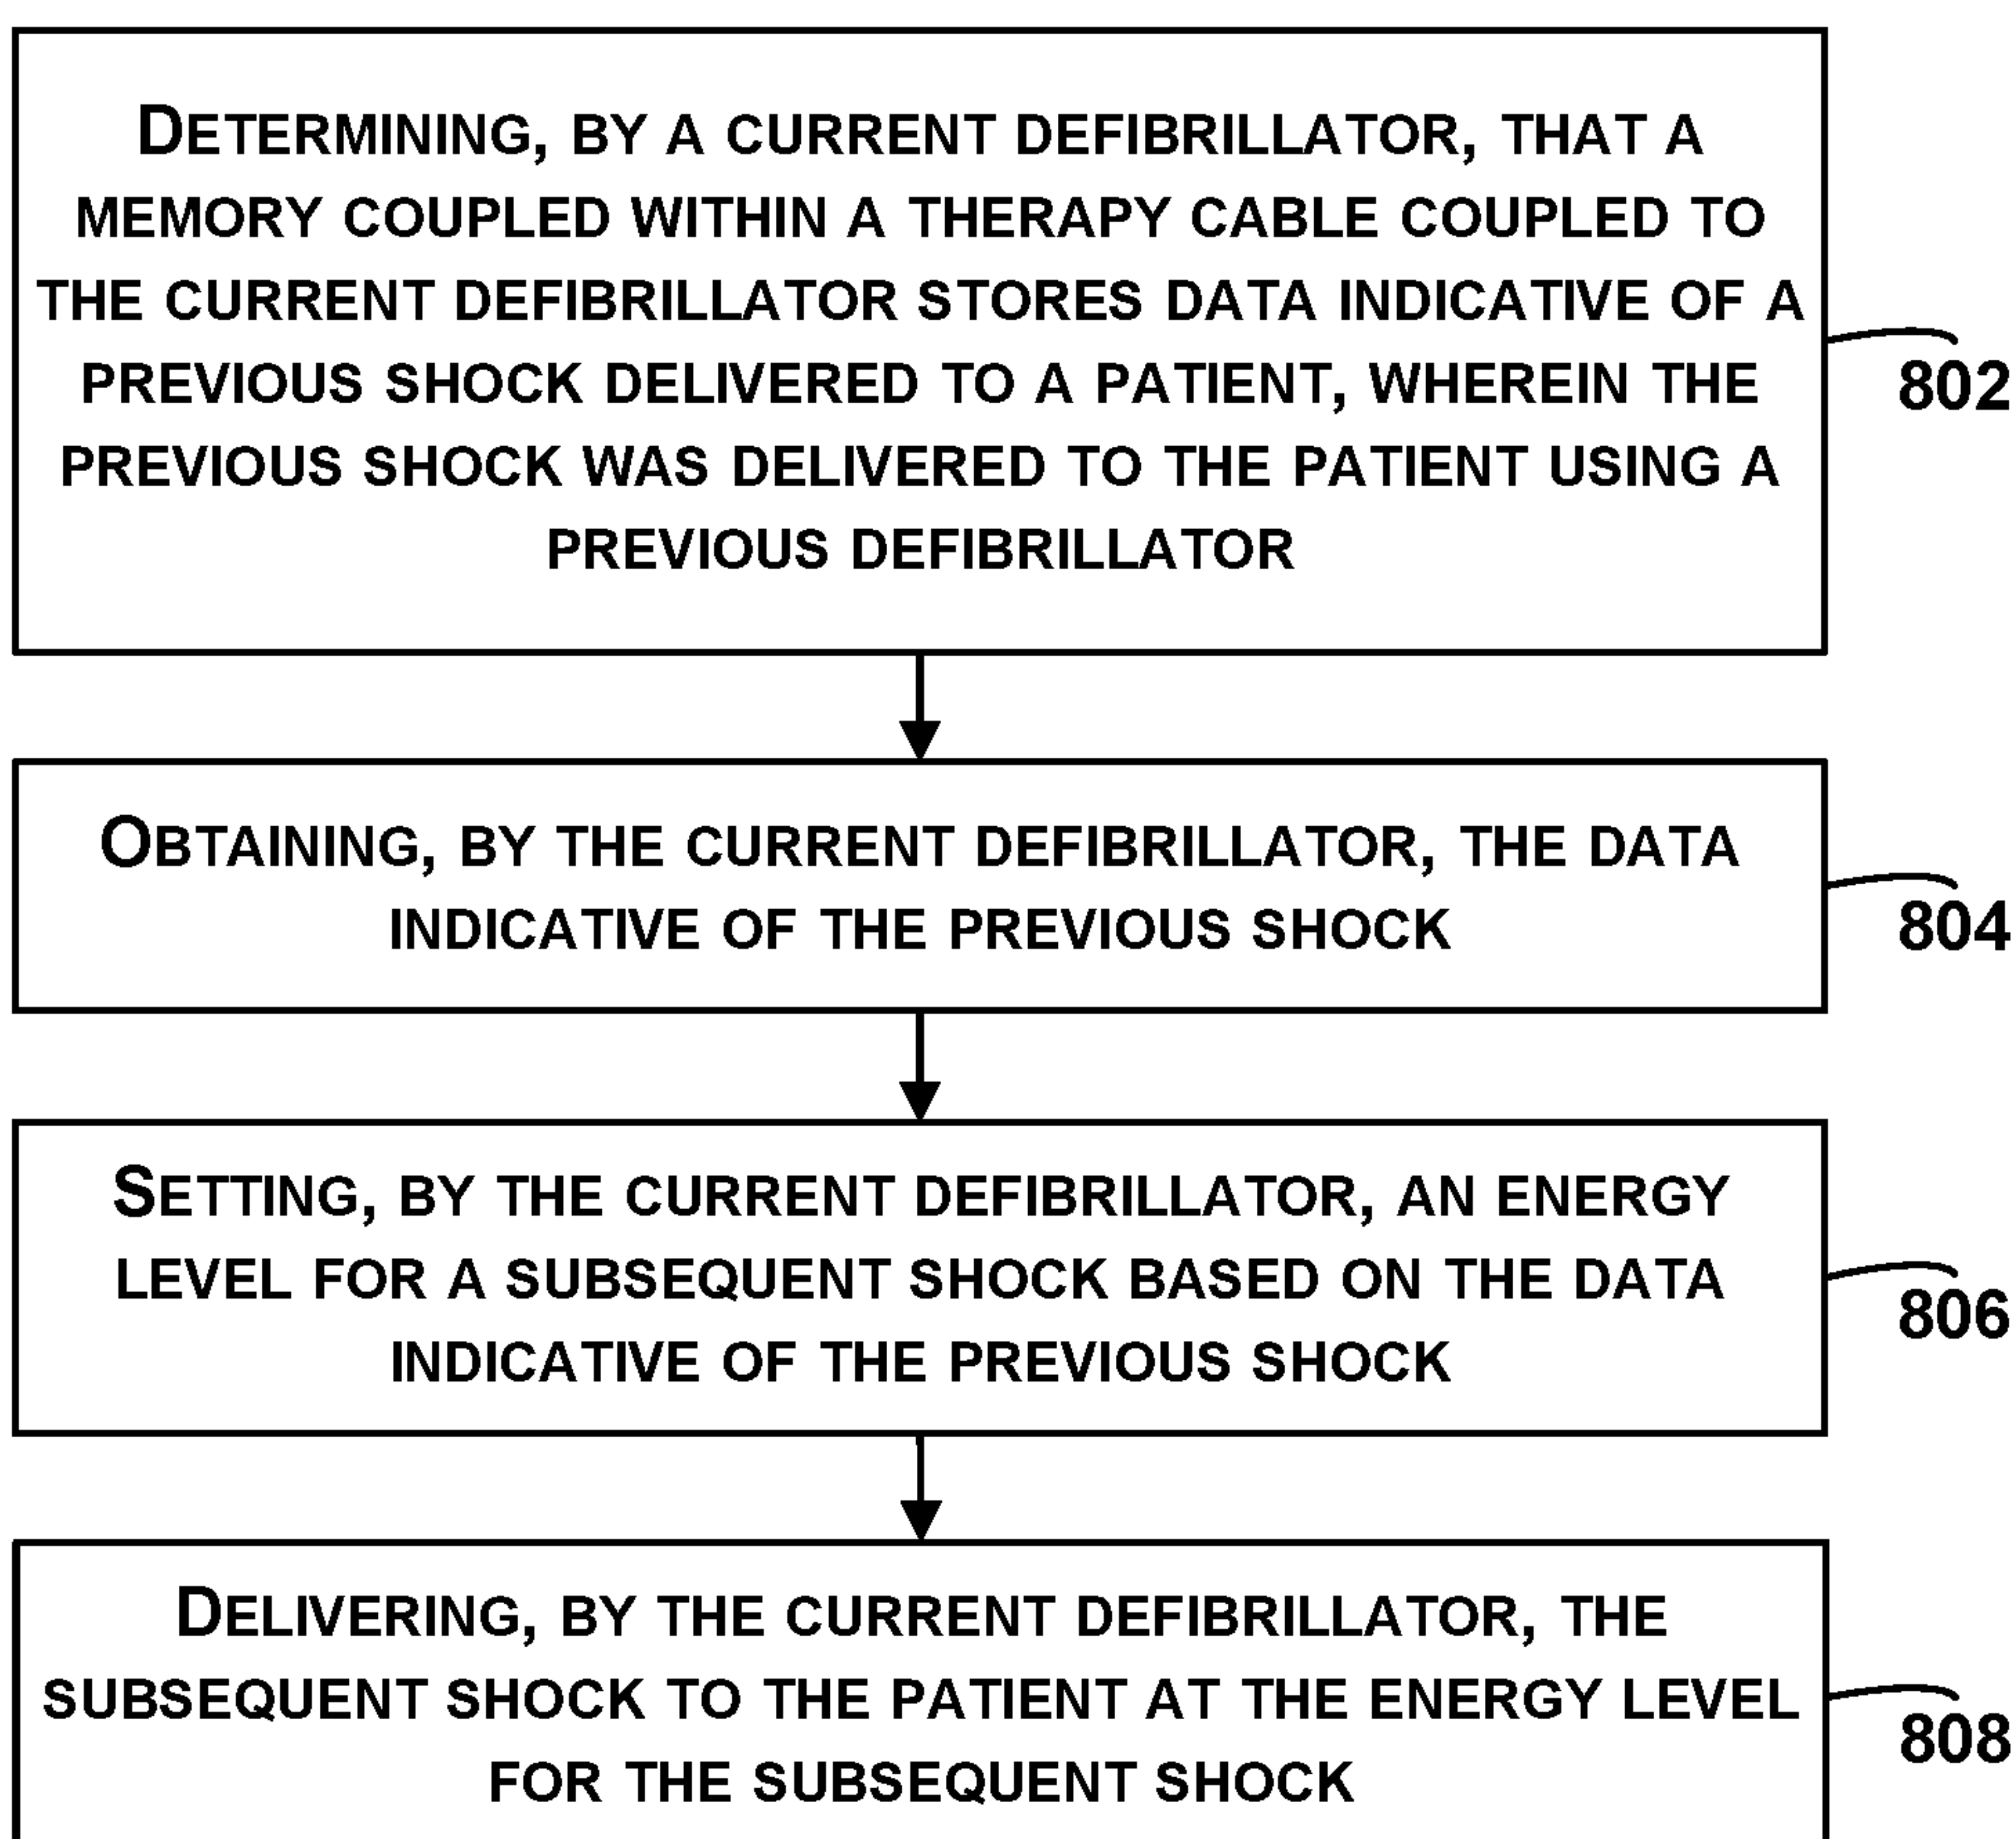 DETERMINING, BY A CURRENT DEFIBRILLATOR, THAT A
MEMORY COUPLED WITHIN A THERAPY CABLE COUPLED TO
THE CURRENT DEFIBRILLATOR STORES DATA INDICATIVE OF A
PREVIOUS SHOCK DELIVERED TO A PATIENT, WHEREIN THE
PREVIOUS SHOCK WAS DELIVERED TO THE PATIENT USING A
PREVIOUS DEFIBRILLATOR
802
OBTAINING, BY THE CURRENT DEFIBRILLATOR, THE DATA
INDICATIVE OF THE PREVIOUS SHOCK
804
SETTING, BY THE CURRENT DEFIBRILLATOR, AN ENERGY
LEVEL FOR A SUBSEQUENT SHOCK BASED ON THE DATA
INDICATIVE OF THE PREVIOUS SHOCK
806
DELIVERING, BY THE CURRENT DEFIBRILLATOR, THE
SUBSEQUENT SHOCK TO THE PATIENT AT THE ENERGY LEVEL
FOR THE SUBSEQUENT SHOCK
808